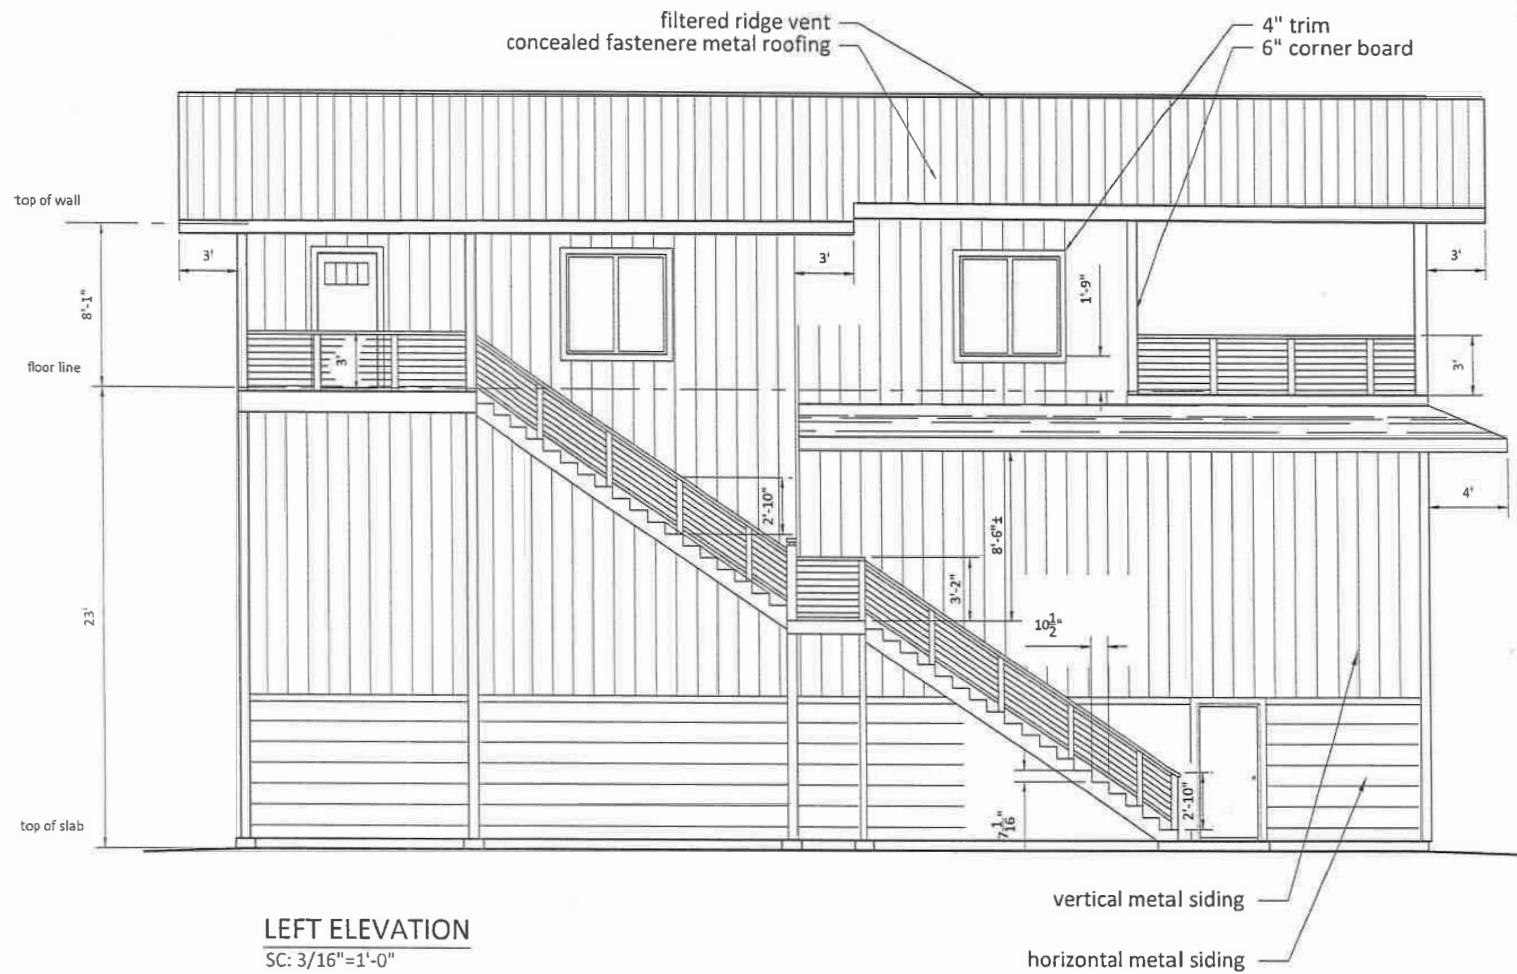 filtered ridge vent
concealed fastenere metal roofing
4" trim
6" corner board
top of wall
3'
3'
3'
8'-1"
1'-9"
floor line
3'
3'
2'-10"
8'-6"±
4'
3'-2"
10 1/2"
23'
2'-10"
7 1/16
top of slab
vertical metal siding
horizontal metal siding
LEFT ELEVATION
SC: 3/16"=1'-0"